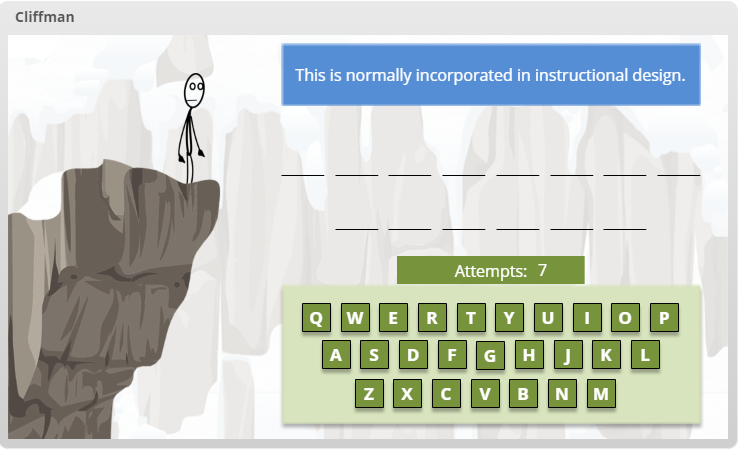 Cliffman
This is normally incorporated in instructional design.
Attempts: 7
Q W E R T Y U I O P
A S D F G H J K L
Z X C V B N M